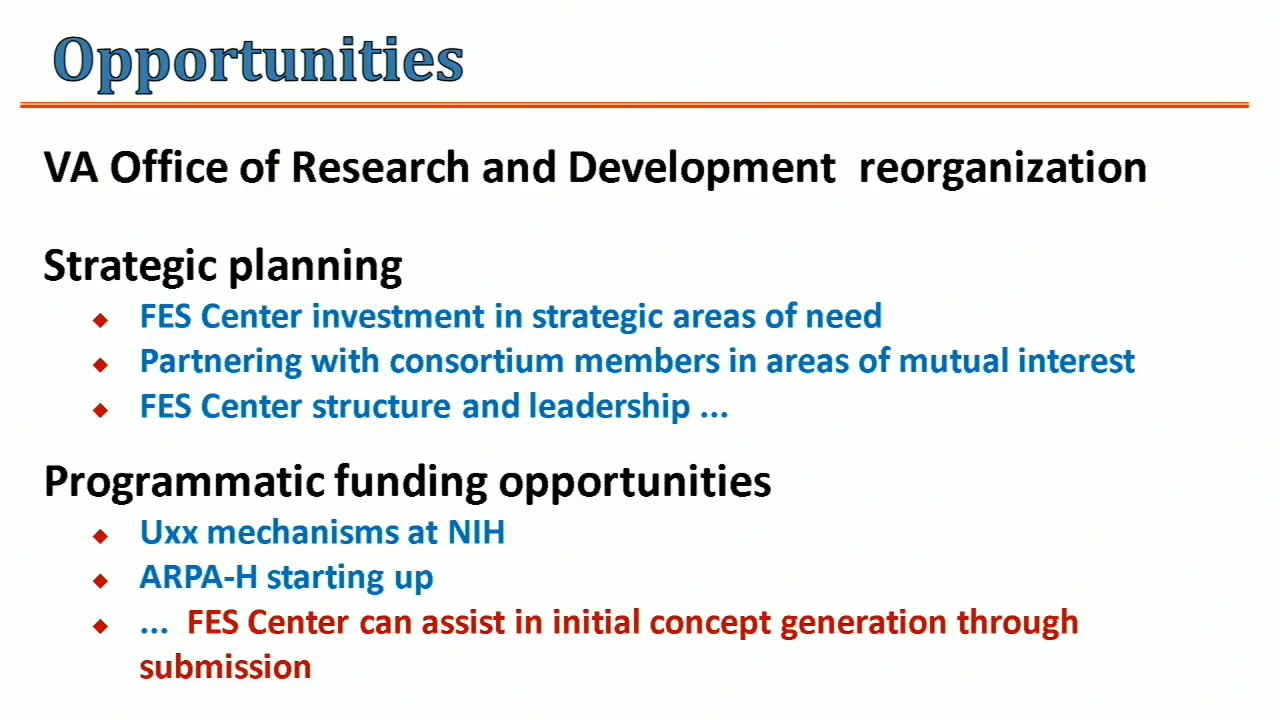 Opportunities
VA Office of Research and Development reorganization
Strategic planning
FES Center investment in strategic areas of need
Partnering with consortium members in areas of mutual interest
FES Center structure and leadership ...
Programmatic funding opportunities
Uxx mechanisms at NIH
ARPA-H starting up
... FES Center can assist in initial concept generation through
submission